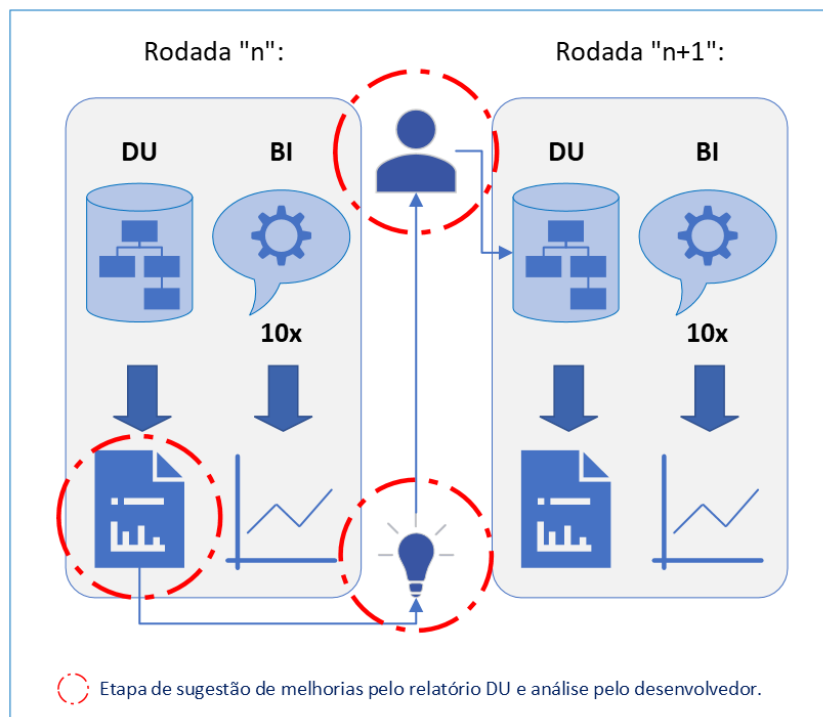 Rodada "n":
Rodada "n+1":
DU
BI
DU
BI
10x
10x
Etapa de sugestão de melhorias pelo relatório DU e análise pelo desenvolvedor.